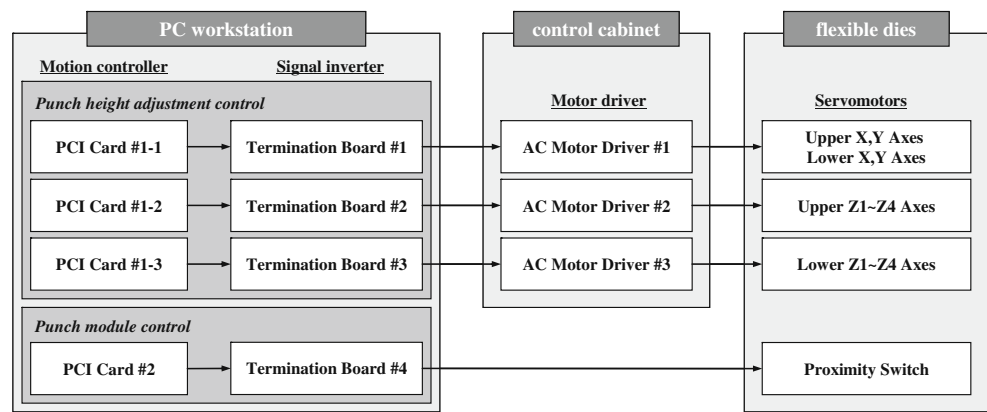 PC workstation
control cabinet
flexible dies
Motion controller
Signal inverter
Punch height adjustment control
Motor driver
Servomotors
PCI Card #1-1
Termination Board #1
AC Motor Driver #1
Upper X,Y Axes
Lower X,Y Axes
PCI Card #1-2
Termination Board #2
AC Motor Driver #2
Upper Z1~Z4 Axes
PCI Card #1-3
Termination Board #3
AC Motor Driver #3
Lower Z1~Z4 Axes
Punch module control
PCI Card #2
Termination Board #4
Proximity Switch